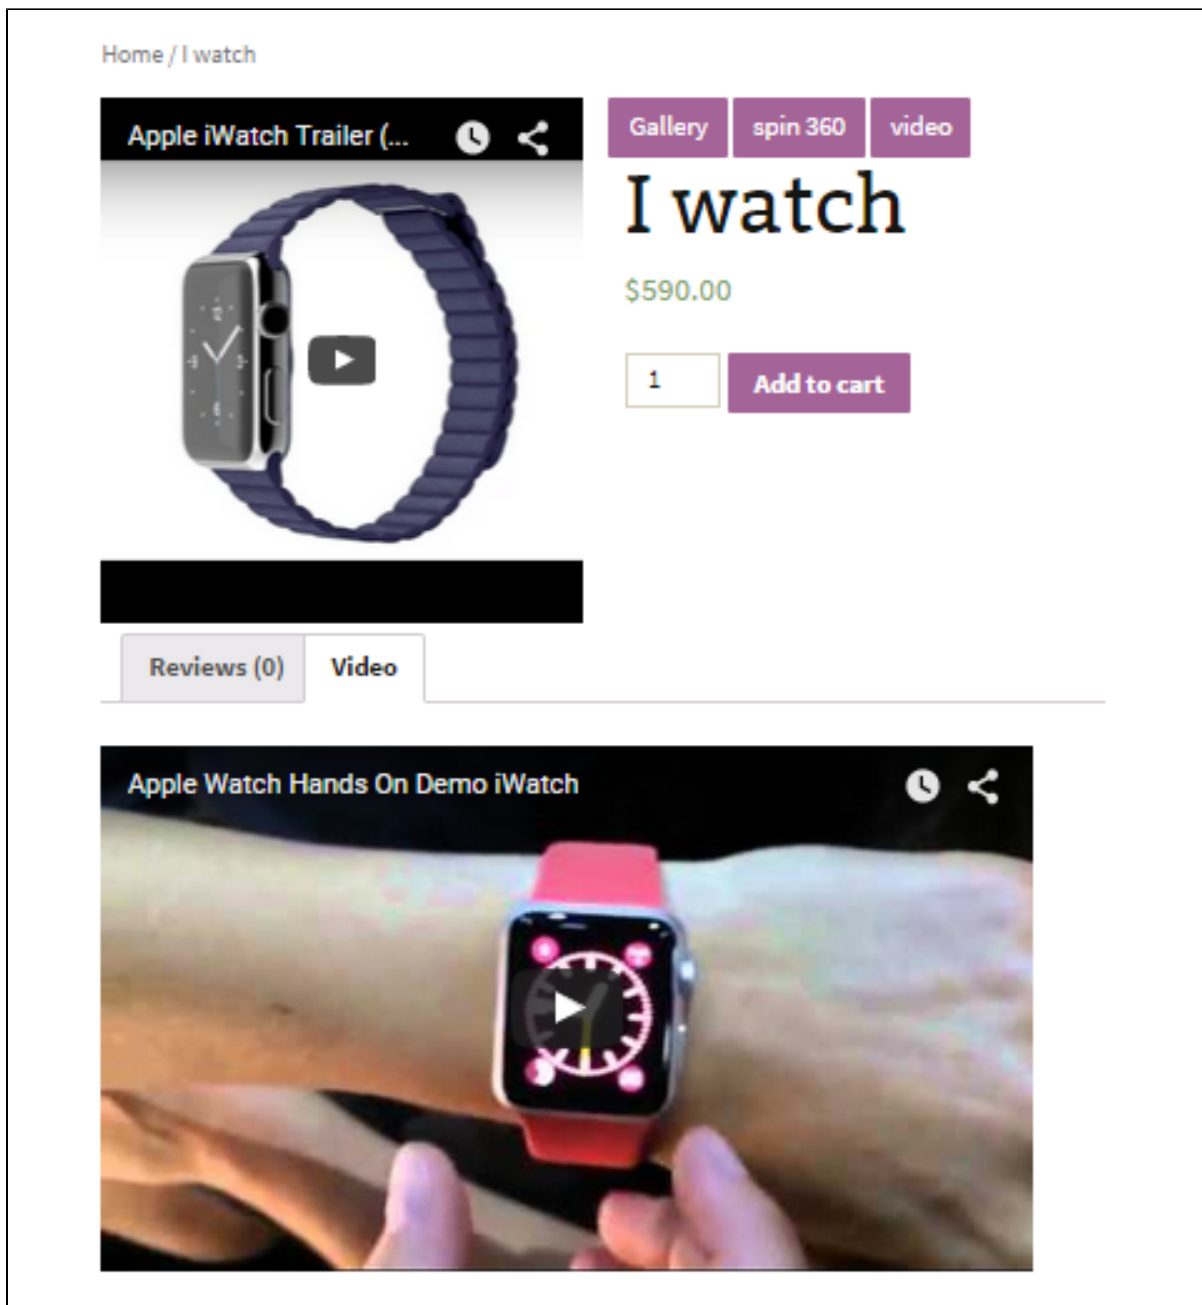 Home / I watch
Apple iWatch Trailer (...
Gallery spin 360 video
I watch
$590.00
1 Add to cart
Reviews (0) Video
Apple Watch Hands On Demo iWatch